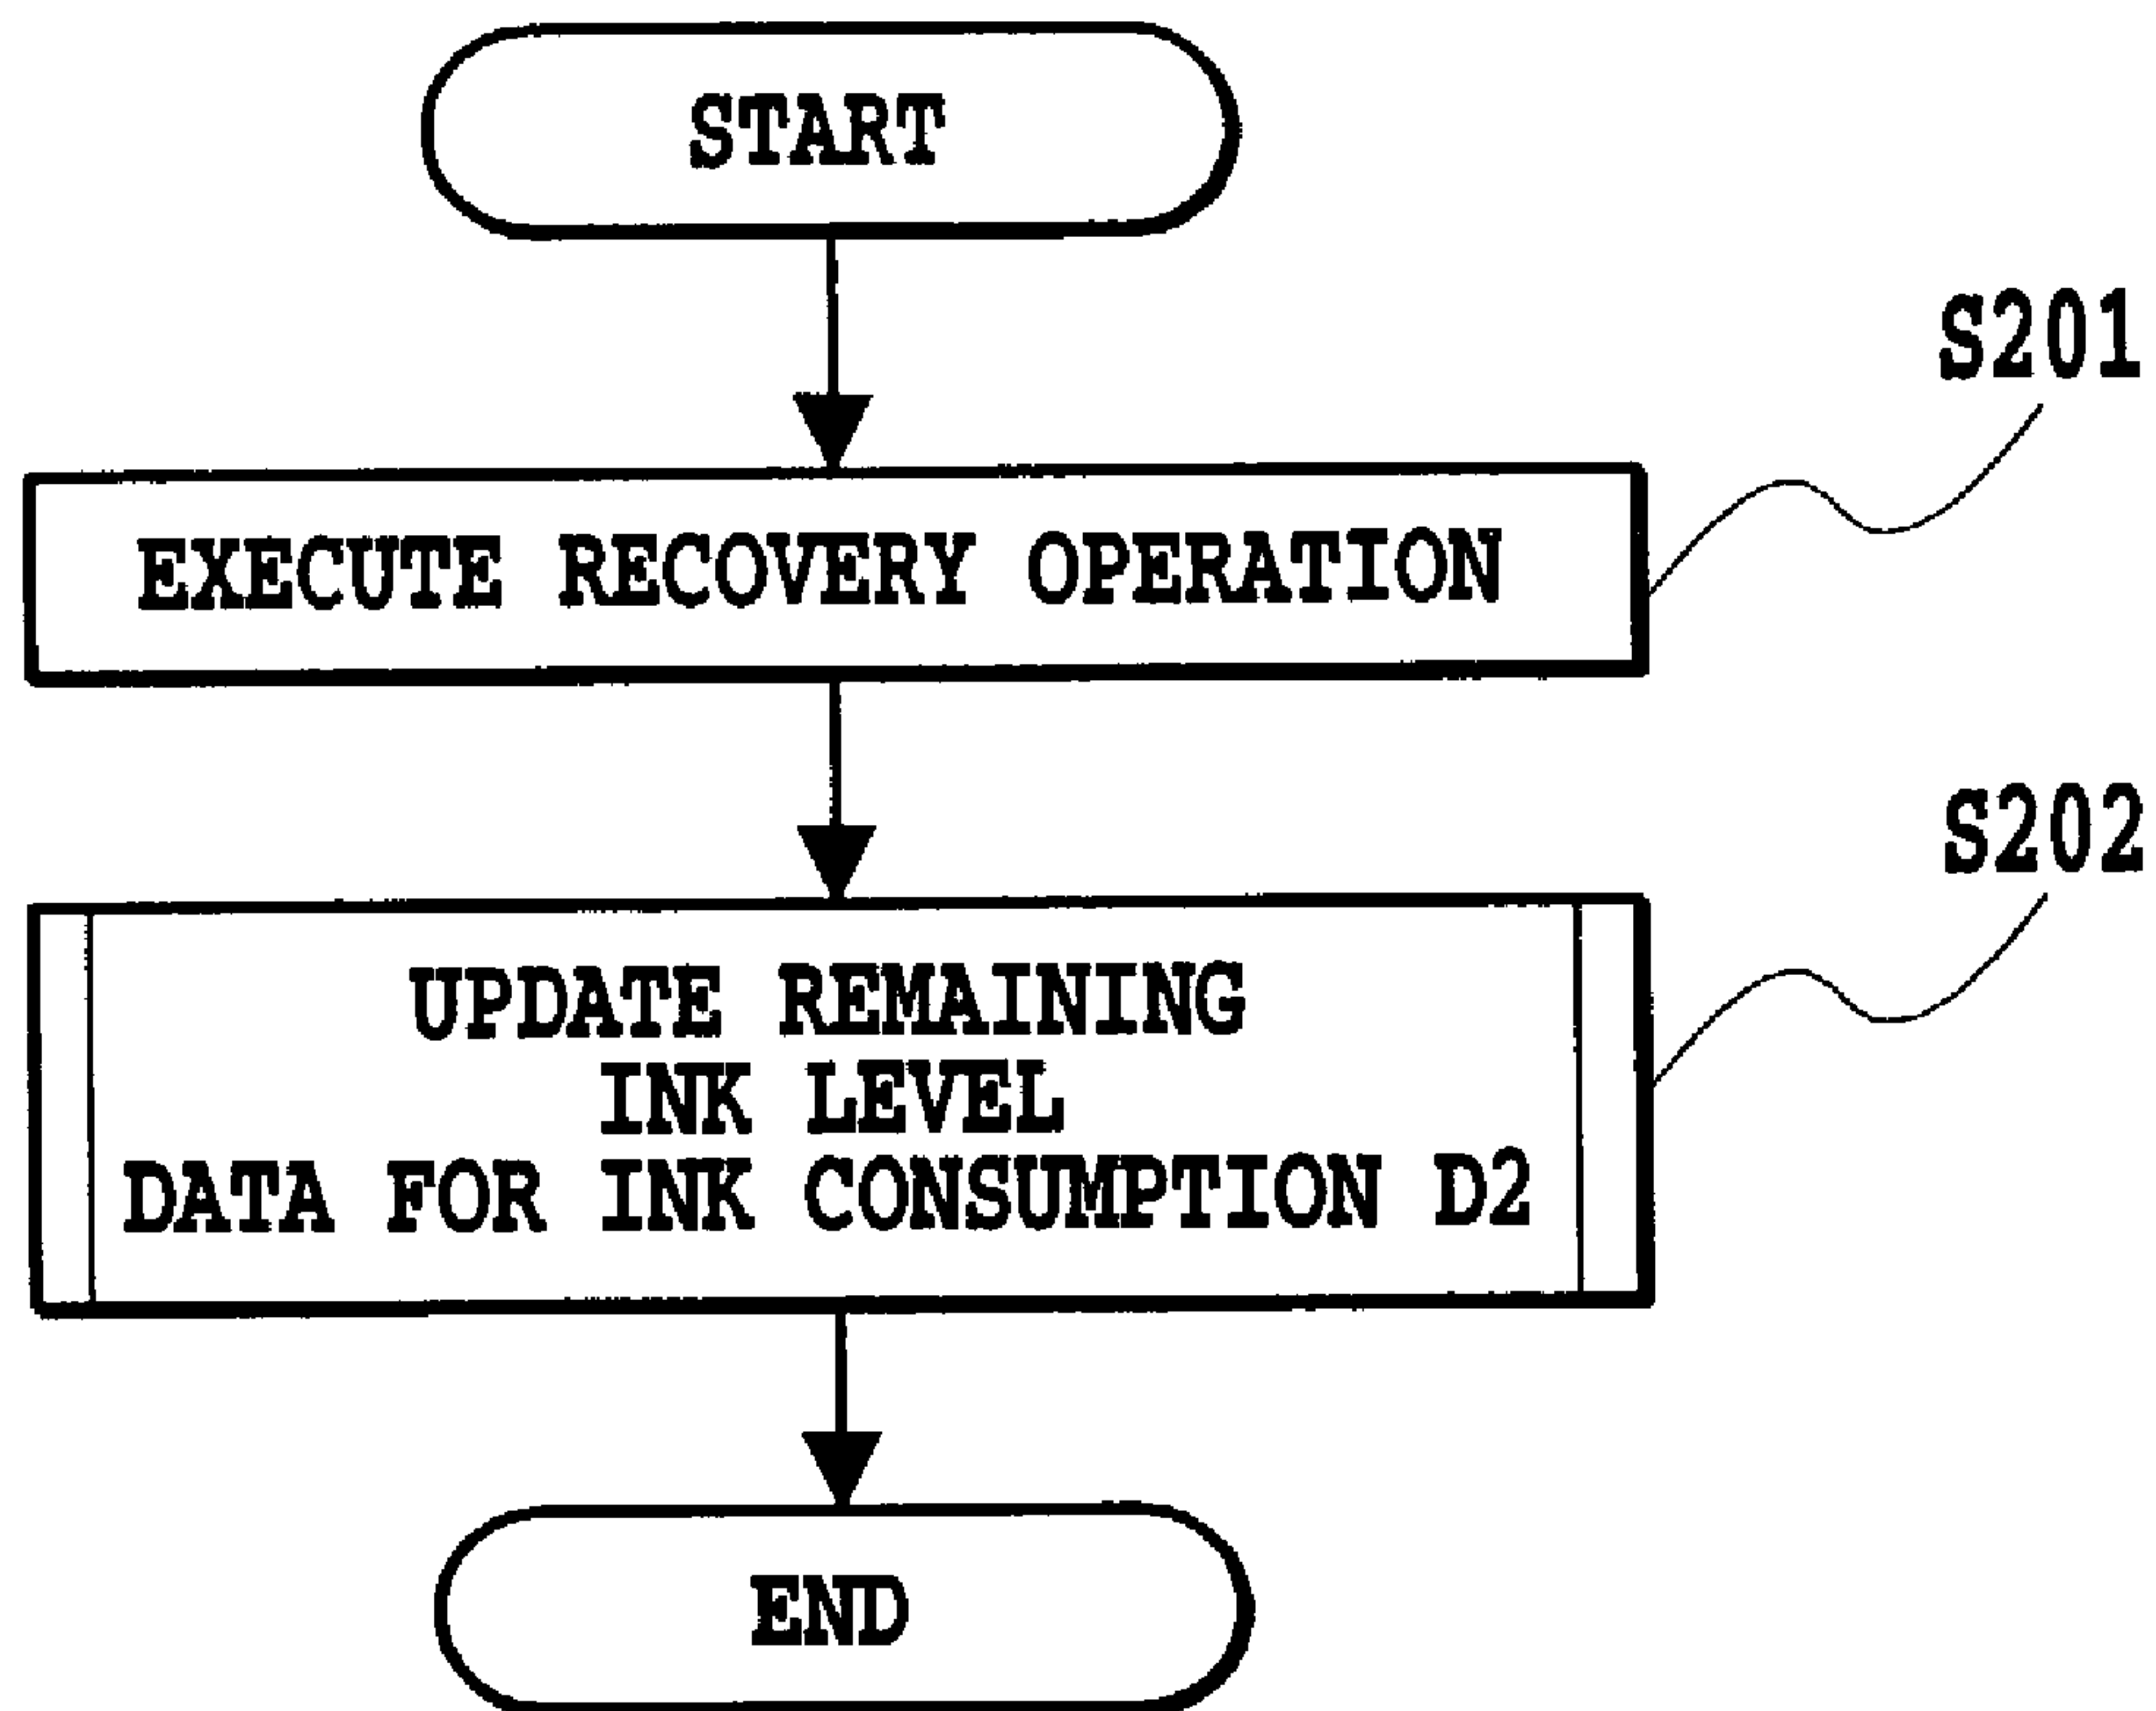 START
S201
EXECUTE RECOVERY OPERATION
S202
UPDATE REMAINING
INK LEVEL
DATA FOR INK CONSUMPTION D2
END